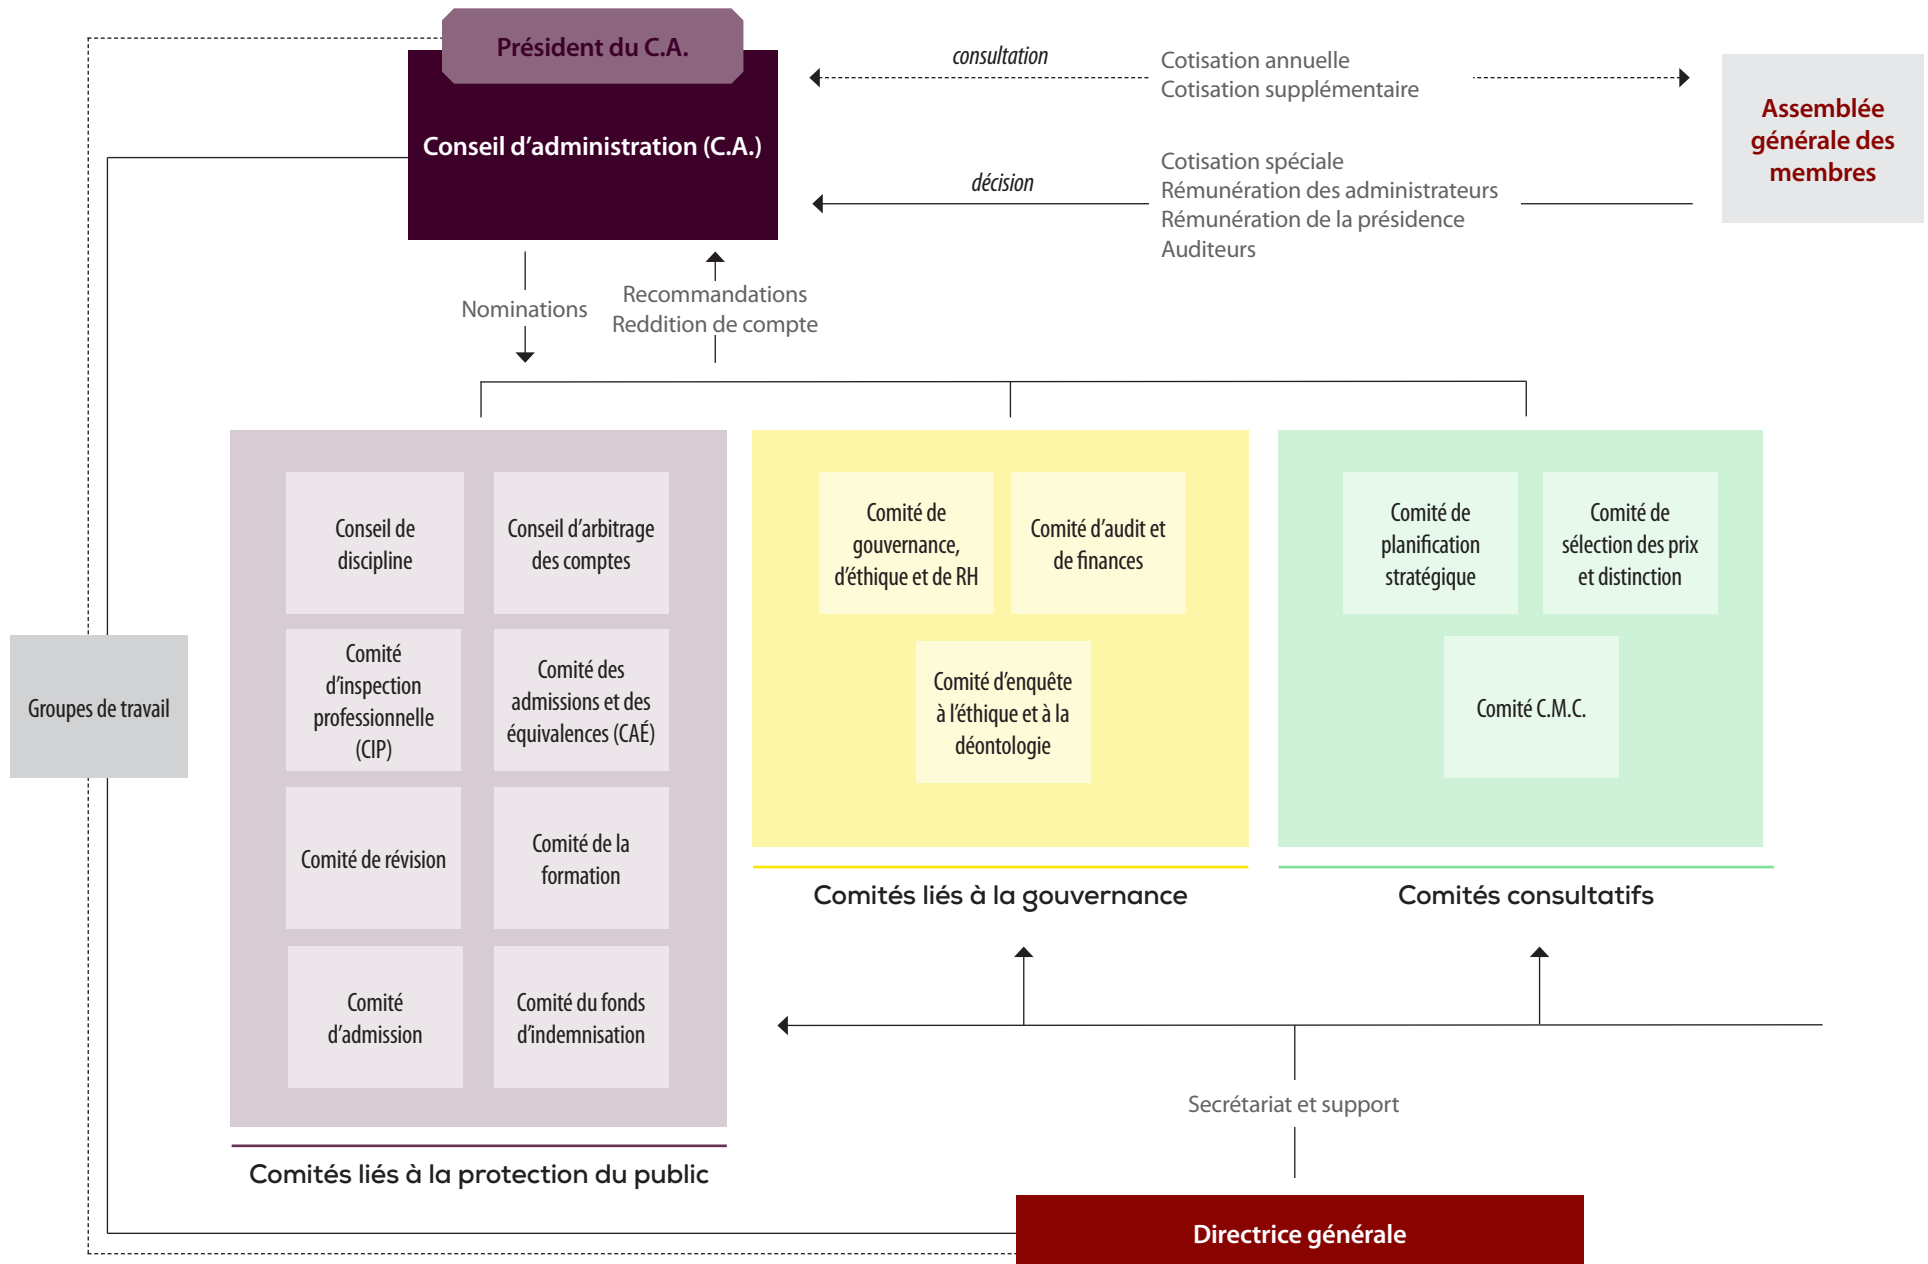 Président du C.A.
Conseil d’administration (C.A.)
consultation
Cotisation annuelle
Cotisation supplémentaire
Assemblée
générale des
membres
décision
Cotisation spéciale
Rémunération des administrateurs
Rémunération de la présidence
Auditeurs
Nominations
Recommandations
Reddition de compte
Groupes de travail
Conseil de
discipline
Conseil d’arbitrage
des comptes
Comité
d’inspection
professionnelle
(CIP)
Comité des
admissions et des
équivalences (CAÉ)
Comité de révision
Comité de la
formation
Comité
d’admission
Comité du fonds
d’indemnisation
Comités liés à la protection du public
Comité de
gouvernance,
d’éthique et de RH
Comité d’audit et
de finances
Comité d’enquête
à l’éthique et à la
déontologie
Comités liés à la gouvernance
Comité de
planification
stratégique
Comité de
sélection des prix
et distinction
Comité C.M.C.
Comités consultatifs
Secrétariat et support
Directrice générale